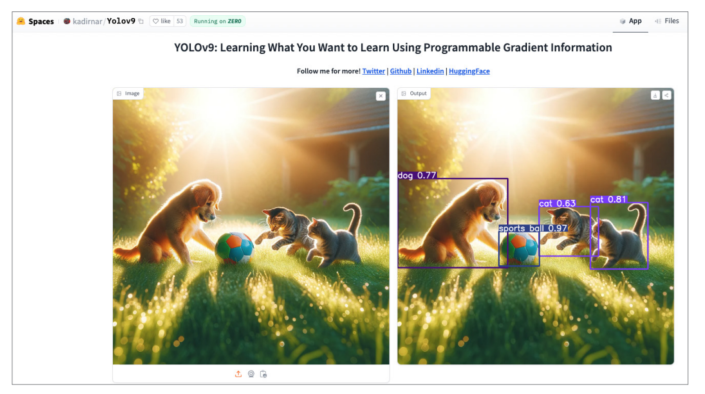 Spaces kadirnar/Yolov9 like 53 Running on ZERO App Files
YOLOv9: Learning What You Want to Learn Using Programmable Gradient Information
Follow me for more! Twitter | Github | Linkedin | HuggingFace
Image
Output
dog 0.77
cat 0.63
cat 0.81
sports ball 0.97